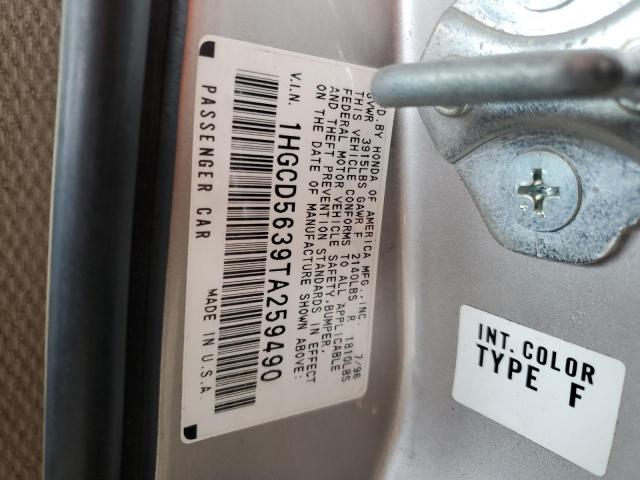 MFD.BY HONDA OF AMERICA MFG.,INC. 7/96
GVWR 3915LBS GAWR F 2140LBS R 1810LBS
THIS VEHICLE CONFORMS TO ALL APPLICABLE
FEDERAL MOTOR VEHICLE SAFETY,BUMPER,
AND THEFT PREVENTION STANDARDS IN EFFECT
ON THE DATE OF MANUFACTURE SHOWN ABOVE:
V.I.N. 1HGCD5639TA259490
PASSENGER CAR MADE IN U.S.A.
INT.COLOR
TYPE F